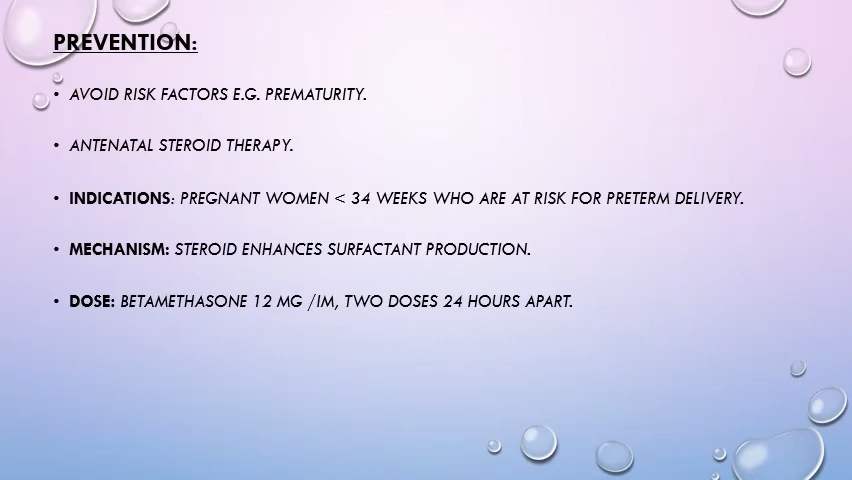 PREVENTION:
• AVOID RISK FACTORS E.G. PREMATURITY.
• ANTENATAL STEROID THERAPY.
• INDICATIONS: PREGNANT WOMEN < 34 WEEKS WHO ARE AT RISK FOR PRETERM DELIVERY.
• MECHANISM: STEROID ENHANCES SURFACTANT PRODUCTION.
• DOSE: BETAMETHASONE 12 MG /IM, TWO DOSES 24 HOURS APART.